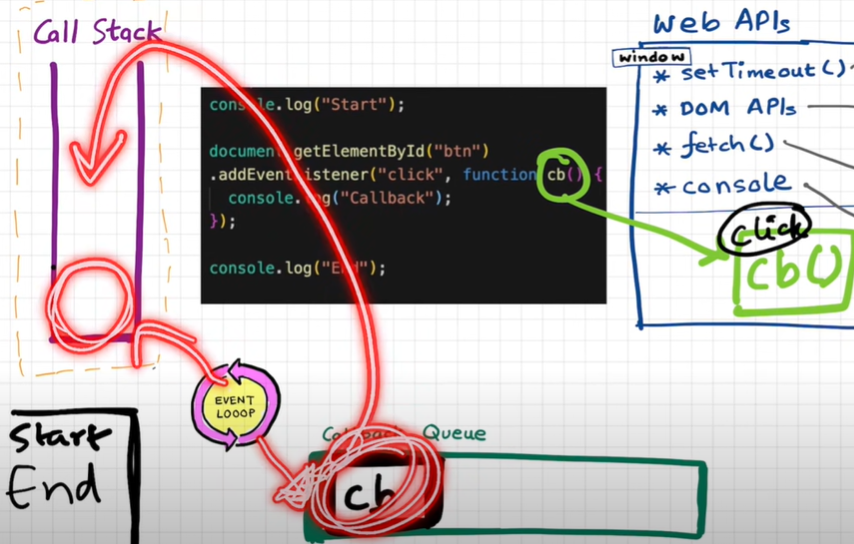 Call Stack
Web APIs
window
* setTimeout()
* DOM APIs
* fetch()
* console
click
cb()
console.log("Start");
document.getElementById("btn")
.addEventListener("click", function cb() {
console.log("Callback");
});
console.log("End");
EVENT
LOOOP
Start
End
Callback Queue
cb